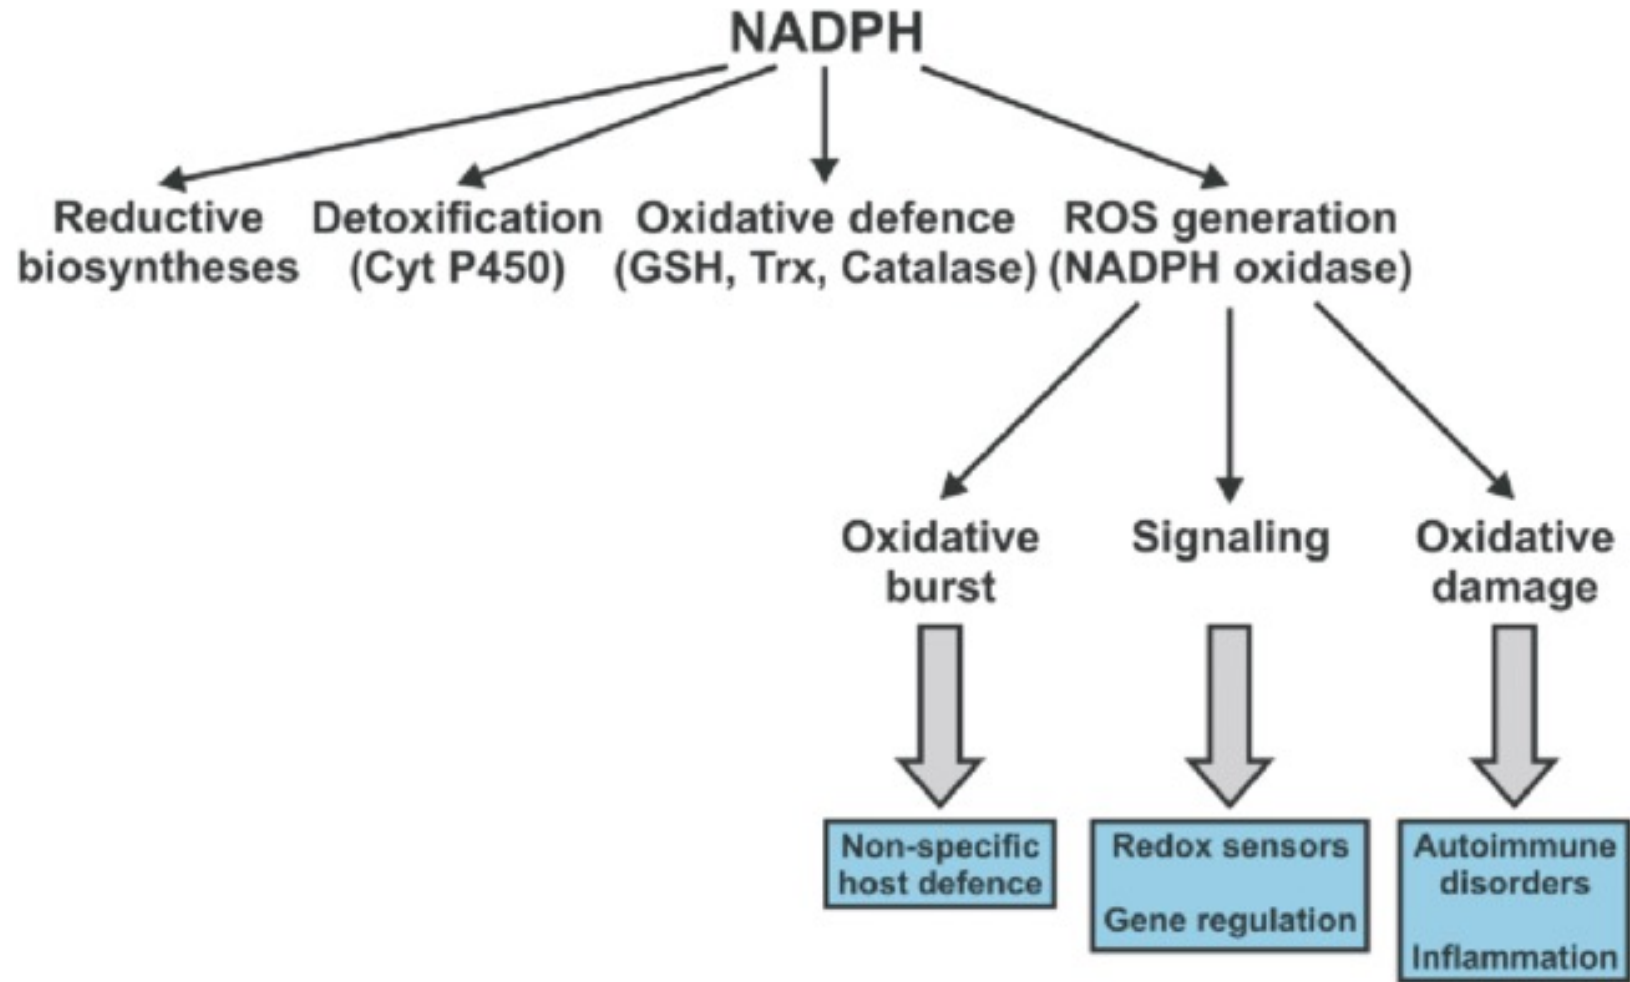 NADPH
Reductive
biosyntheses
Detoxification
(Cyt P450)
Oxidative defence
(GSH, Trx, Catalase)
ROS generation
(NADPH oxidase)
Oxidative
burst
Signaling
Oxidative
damage
Non-specific
host defence
Redox sensors
Gene regulation
Autoimmune
disorders
Inflammation